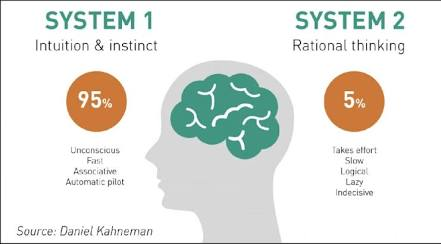 SYSTEM 1
Intuition & instinct
95%
Unconscious
Fast
Associative
Automatic pilot
SYSTEM 2
Rational thinking
5%
Takes effort
Slow
Logical
Lazy
Indecisive
Source: Daniel Kahneman